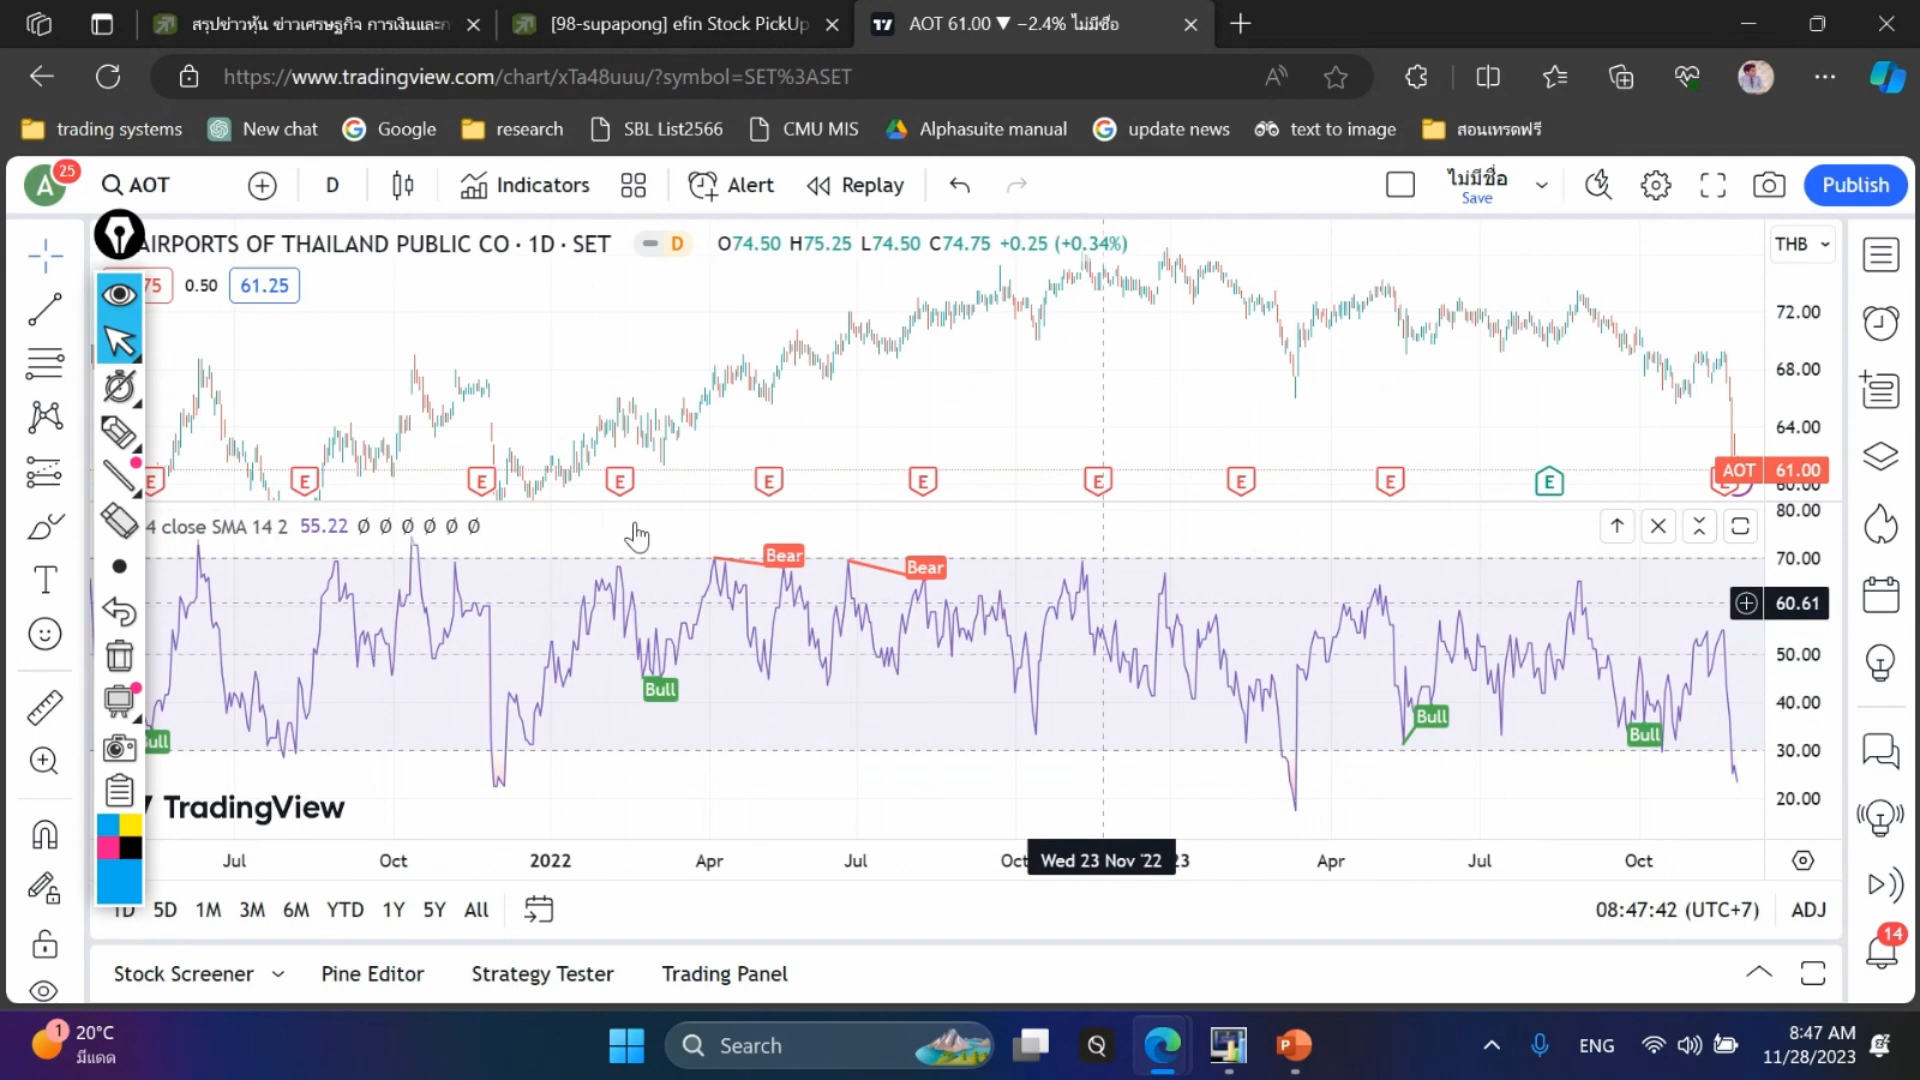 สรุปข่าวหุ้น ข่าวเศรษฐกิจ การเงินและก
[98-supapong] efin Stock PickUp
AOT 61.00 ▼ −2.4% ไม่มีชื่อ
https://www.tradingview.com/chart/xTa48uuu/?symbol=SET%3ASET
trading systems
New chat
Google
research
SBL List2566
CMU MIS
Alphasuite manual
update news
text to image
สอนเทรดฟรี
A
25
AOT
D
Indicators
Alert
Replay
ไม่มีชื่อ
Save
Publish
AIRPORTS OF THAILAND PUBLIC CO · 1D · SET
D
O74.50 H75.25 L74.50 C74.75 +0.25 (+0.34%)
THB
75
0.50
61.25
72.00
68.00
64.00
AOT 61.00
60.00
E E E E E E E E E E E
4 close SMA 14 2 55.22 Ø Ø Ø Ø Ø Ø
80.00
70.00
60.61
50.00
40.00
30.00
20.00
Bear
Bear
Bull
Bull
Bull
Bull
TradingView
Jul
Oct
2022
Apr
Jul
Oct
Wed 23 Nov '22
23
Apr
Jul
Oct
1D
5D
1M
3M
6M
YTD
1Y
5Y
All
08:47:42 (UTC+7)
ADJ
14
Stock Screener
Pine Editor
Strategy Tester
Trading Panel
1
20°C
มีแดด
Search
ENG
8:47 AM
11/28/2023